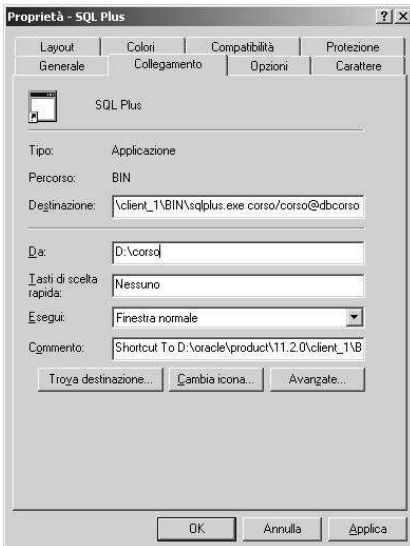 Proprietà - SQL Plus
Layout Colori Compatibilità Protezione
Generale Collegamento Opzioni Carattere
SQL Plus
Tipo: Applicazione
Percorso: BIN
Destinazione: \client_1\BIN\sqlplus.exe corso/corso@dbcorso
Da: D:\corso
Tasti di scelta rapida: Nessuno
Esegui: Finestra normale
Commento: Shortcut To D:\oracle\product\11.2.0\client_1\B
Trova destinazione... Cambia icona... Avanzate...
OK Annulla Applica